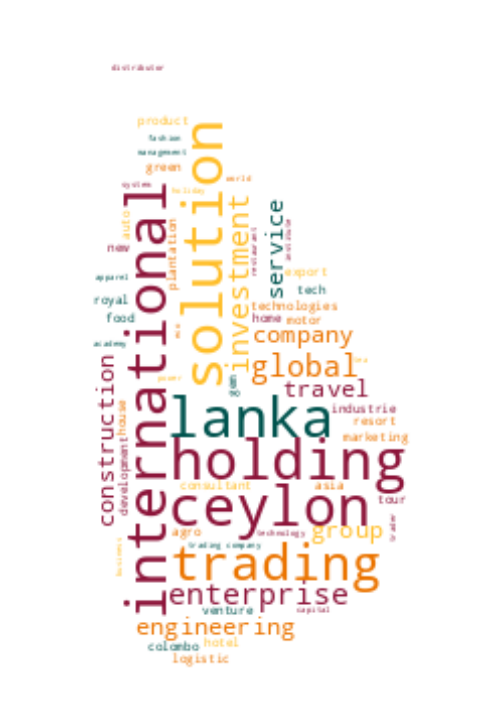 distributor
product
fashion
management
green
system
world
holiday
solution
international
auto
plantation
investment
service
restaurant
institute
new
export
apparel
tech
royal
technologies
food
home motor
eco
company
academy
global
tea
power
travel
construction
house
gem
lanka
industrie
resort
development
marketing
holding
consultant
asia
ceylon
tour
agro
technology
group
trader
trading company
business
trading
enterprise
venture
capital
engineering
colombo
hotel
logistic